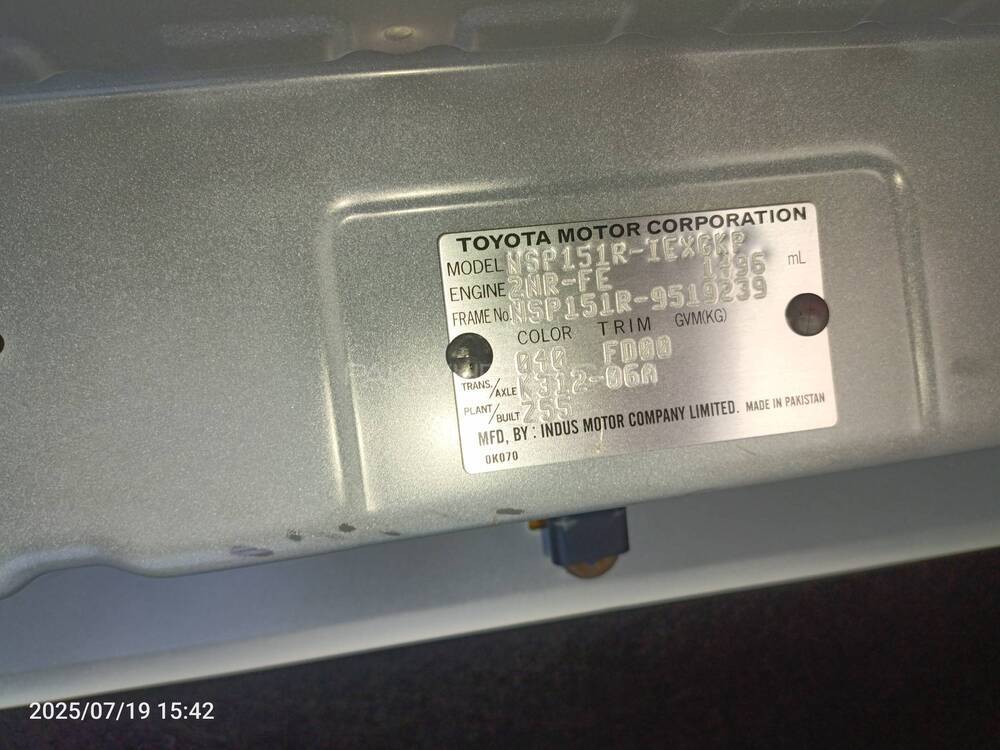 TOYOTA MOTOR CORPORATION
MODEL NSP151R-IEXGKP
ENGINE 2NR-FE 1496 mL
FRAME No. NSP151R-9519239
COLOR TRIM GVM(KG)
040 FD00
TRANS./AXLE K312-06A
PLANT/BUILT Z55
MFD, BY : INDUS MOTOR COMPANY LIMITED. MADE IN PAKISTAN
0K070
2025/07/19 15:42